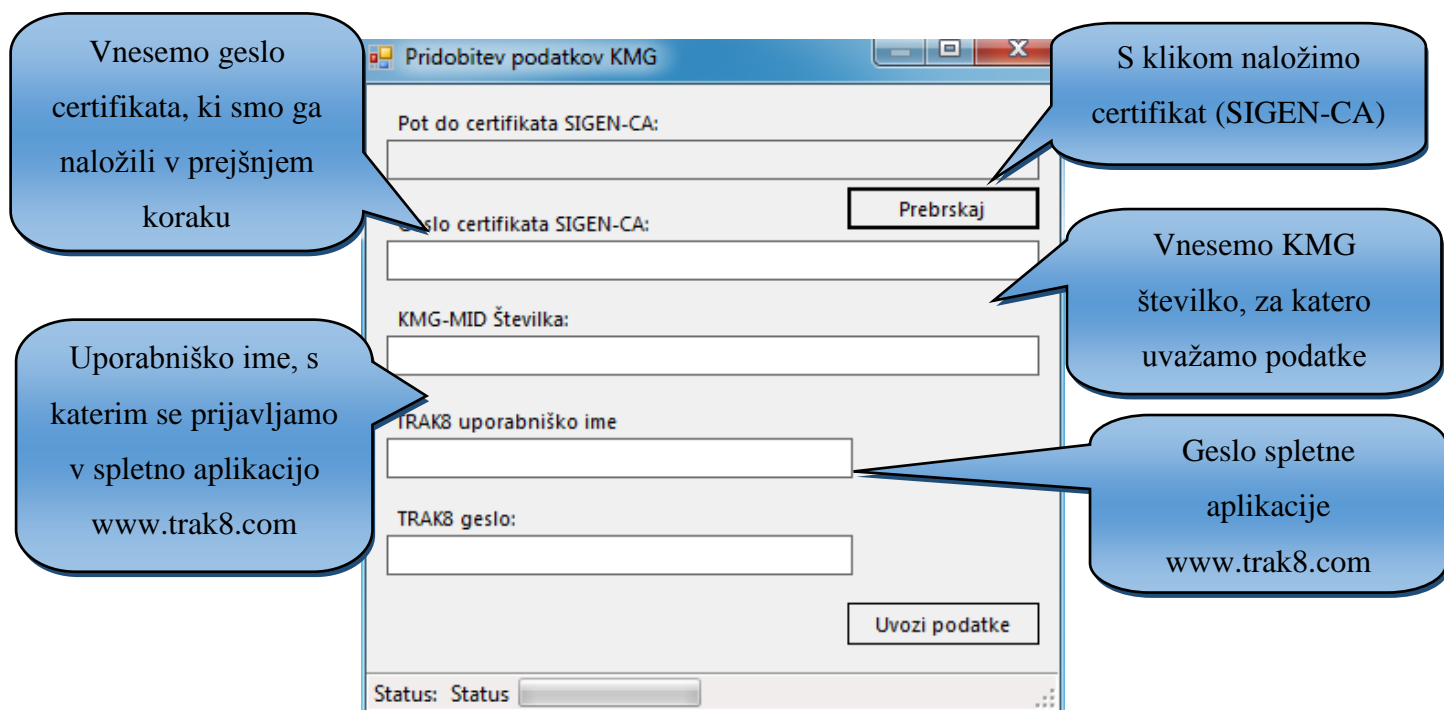 Vnesemo geslo
certifikata, ki smo ga
naložili v prejšnjem
koraku
Pridobitev podatkov KMG
S klikom naložimo
certifikat (SIGEN-CA)
Pot do certifikata SIGEN-CA:
Prebrskaj
certifikata SIGEN-CA:
Vnesemo KMG
številko, za katero
uvažamo podatke
KMG-MID Številka:
Uporabniško ime, s
katerim se prijavljamo
v spletno aplikacijo
www.trak8.com
TRAK8 uporabniško ime
Geslo spletne
aplikacije
www.trak8.com
TRAK8 geslo:
Uvozi podatke
Status: Status